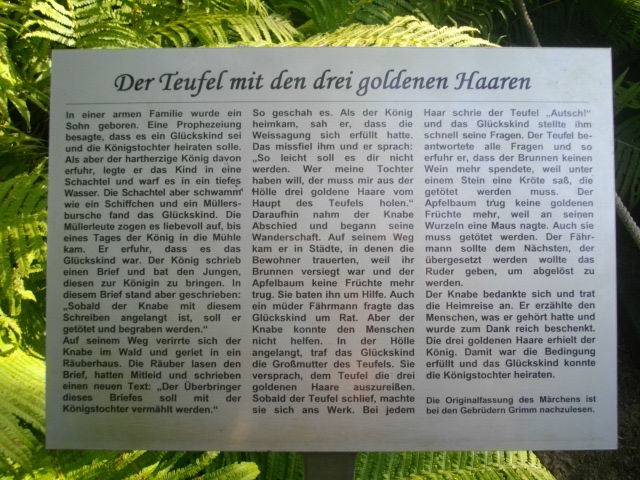 Der Teufel mit den drei goldenen Haaren
In einer armen Familie wurde ein
Sohn geboren. Eine Prophezeiung
besagte, dass es ein Glückskind sei
und die Königstochter heiraten solle.
Als aber der hartherzige König davon
erfuhr, legte er das Kind in eine
Schachtel und warf es in ein tiefes
Wasser. Die Schachtel aber schwamm
wie ein Schiffchen und ein Müllers-
bursche fand das Glückskind. Die
Müllerleute zogen es liebevoll auf, bis
eines Tages der König in die Mühle
kam. Er erfuhr, dass es das
Glückskind war. Der König schrieb
einen Brief und bat den Jungen,
diesen zur Königin zu bringen. In
diesem Brief stand aber geschrieben:
„Sobald der Knabe mit diesem
Schreiben angelangt ist, soll er
getötet und begraben werden.“
Auf seinem Weg verirrte sich der
Knabe im Wald und geriet in ein
Räuberhaus. Die Räuber lasen den
Brief, hatten Mitleid und schrieben
einen neuen Text: „Der Überbringer
dieses Briefes soll mit der
Königstochter vermählt werden.“
So geschah es. Als der König
heimkam, sah er, dass die
Weissagung sich erfüllt hatte.
Das missfiel ihm und er sprach:
„So leicht soll es dir nicht
werden. Wer meine Tochter
haben will, der muss mir aus der
Hölle drei goldene Haare vom
Haupt des Teufels holen.“
Daraufhin nahm der Knabe
Abschied und begann seine
Wanderschaft. Auf seinem Weg
kam er in Städte, in denen die
Bewohner trauerten, weil ihr
Brunnen versiegt war und der
Apfelbaum keine Früchte mehr
trug. Sie baten ihn um Hilfe. Auch
ein müder Fährmann fragte das
Glückskind um Rat. Aber der
Knabe konnte den Menschen
nicht helfen. In der Hölle
angelangt, traf das Glückskind
die Großmutter des Teufels. Sie
versprach, dem Teufel die drei
goldenen Haare auszureißen.
Sobald der Teufel schlief, machte
sie sich ans Werk. Bei jedem
Haar schrie der Teufel „Autsch!“
und das Glückskind stellte ihm
schnell seine Fragen. Der Teufel be-
antwortete alle Fragen und so
erfuhr er, dass der Brunnen keinen
Wein mehr spendete, weil unter
einem Stein eine Kröte saß, die
getötet werden muss. Der
Apfelbaum trug keine goldenen
Früchte mehr, weil an seinen
Wurzeln eine Maus nagte. Auch sie
muss getötet werden. Der Fähr-
mann sollte dem Nächsten, der
übergesetzt werden wollte das
Ruder geben, um abgelöst zu
werden.
Der Knabe bedankte sich und trat
die Heimreise an. Er erzählte den
Menschen, was er gehört hatte und
wurde zum Dank reich beschenkt.
Die drei goldenen Haare erhielt der
König. Damit war die Bedingung
erfüllt und das Glückskind konnte
die Königstochter heiraten.
Die Originalfassung des Märchens ist
bei den Gebrüdern Grimm nachzulesen.